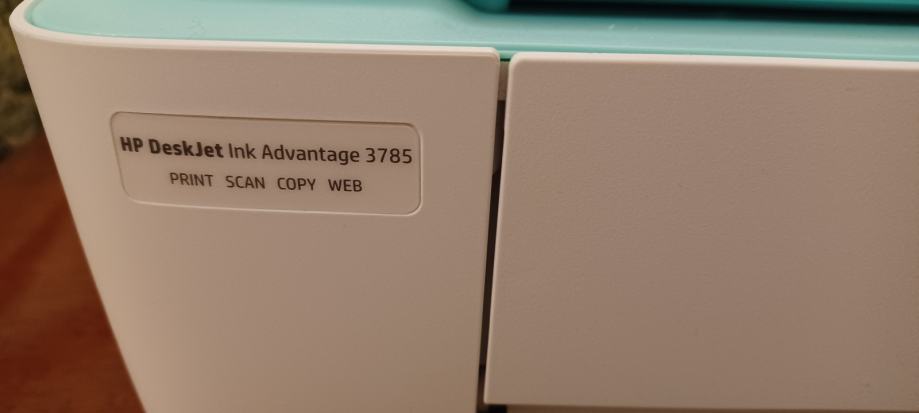 HP DeskJet Ink Advantage 3785
PRINT SCAN COPY WEB